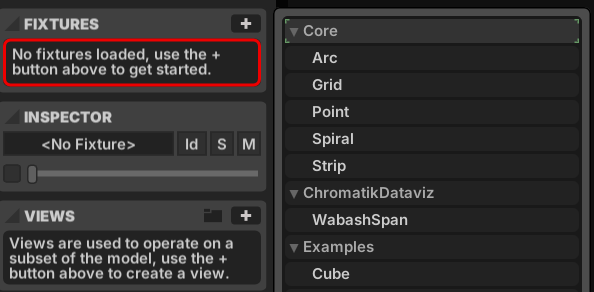 FIXTURES
+
No fixtures loaded, use the +
button above to get started.
INSPECTOR
<No Fixture>
Id
S
M
VIEWS
+
Views are used to operate on a
subset of the model, use the +
button above to create a view.
Core
Arc
Grid
Point
Spiral
Strip
ChromatikDataviz
WabashSpan
Examples
Cube